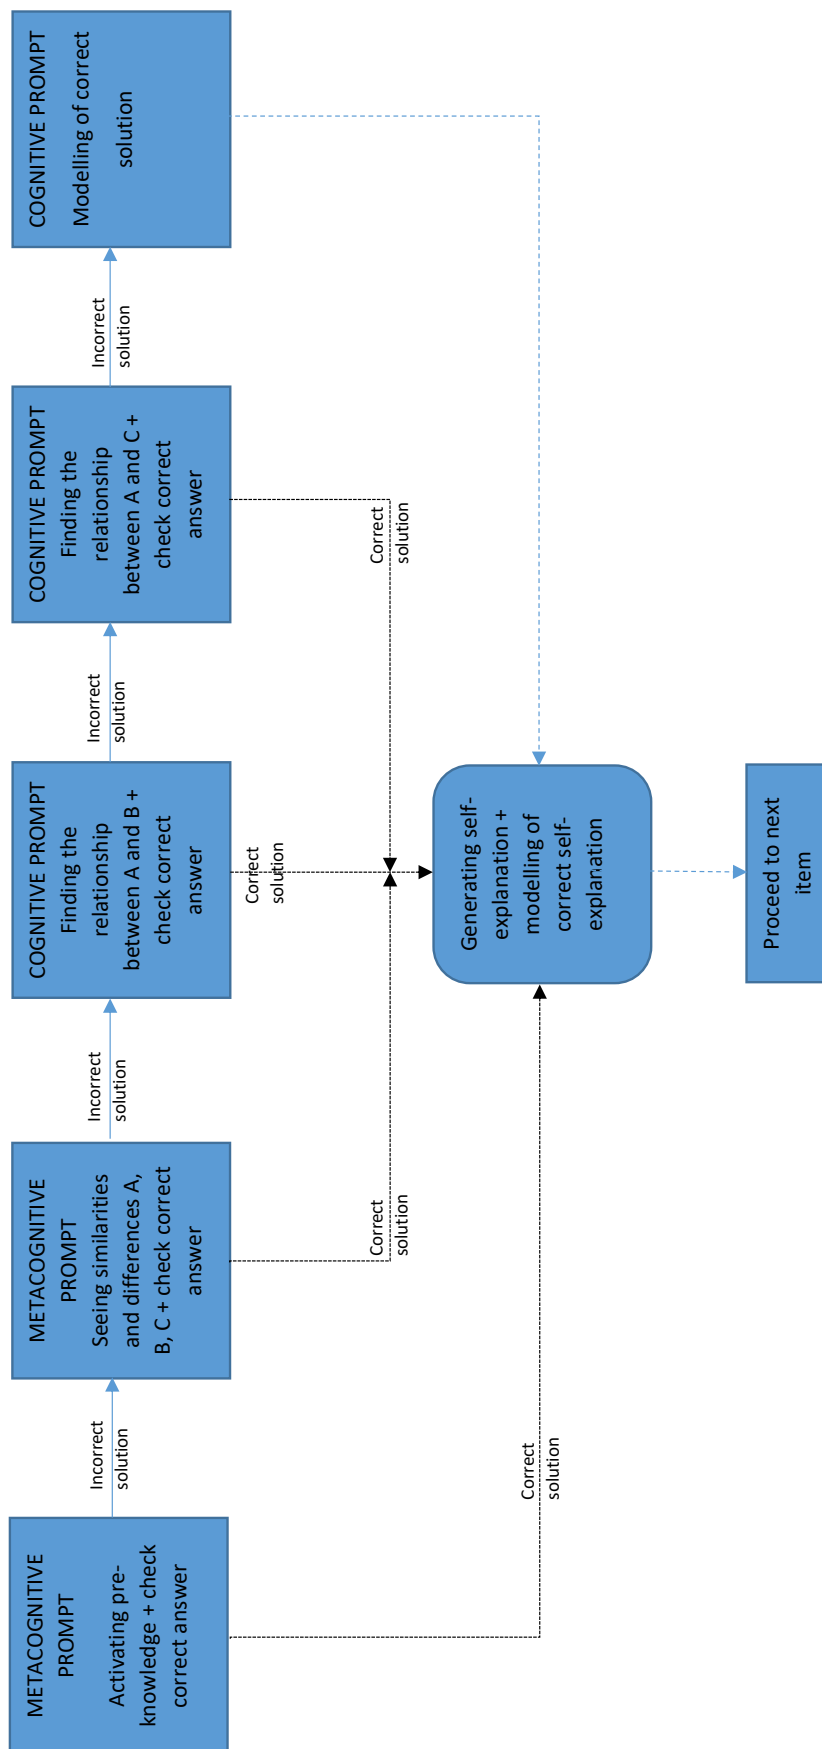 METACOGNITIVE
PROMPT
Activating pre-
knowledge + check
correct answer
Incorrect
solution
METACOGNITIVE
PROMPT
Seeing similarities
and differences A,
B, C + check correct
answer
Incorrect
solution
COGNITIVE PROMPT
Finding the
relationship
between A and B +
check correct
answer
Incorrect
solution
COGNITIVE PROMPT
Finding the
relationship
between A and C +
check correct
answer
Incorrect
solution
COGNITIVE PROMPT
Modelling of correct
solution
Correct
solution
Correct
solution
Correct
solution
Correct
solution
Generating self-
explanation +
modelling of
correct self-
explanation
Proceed to next
item